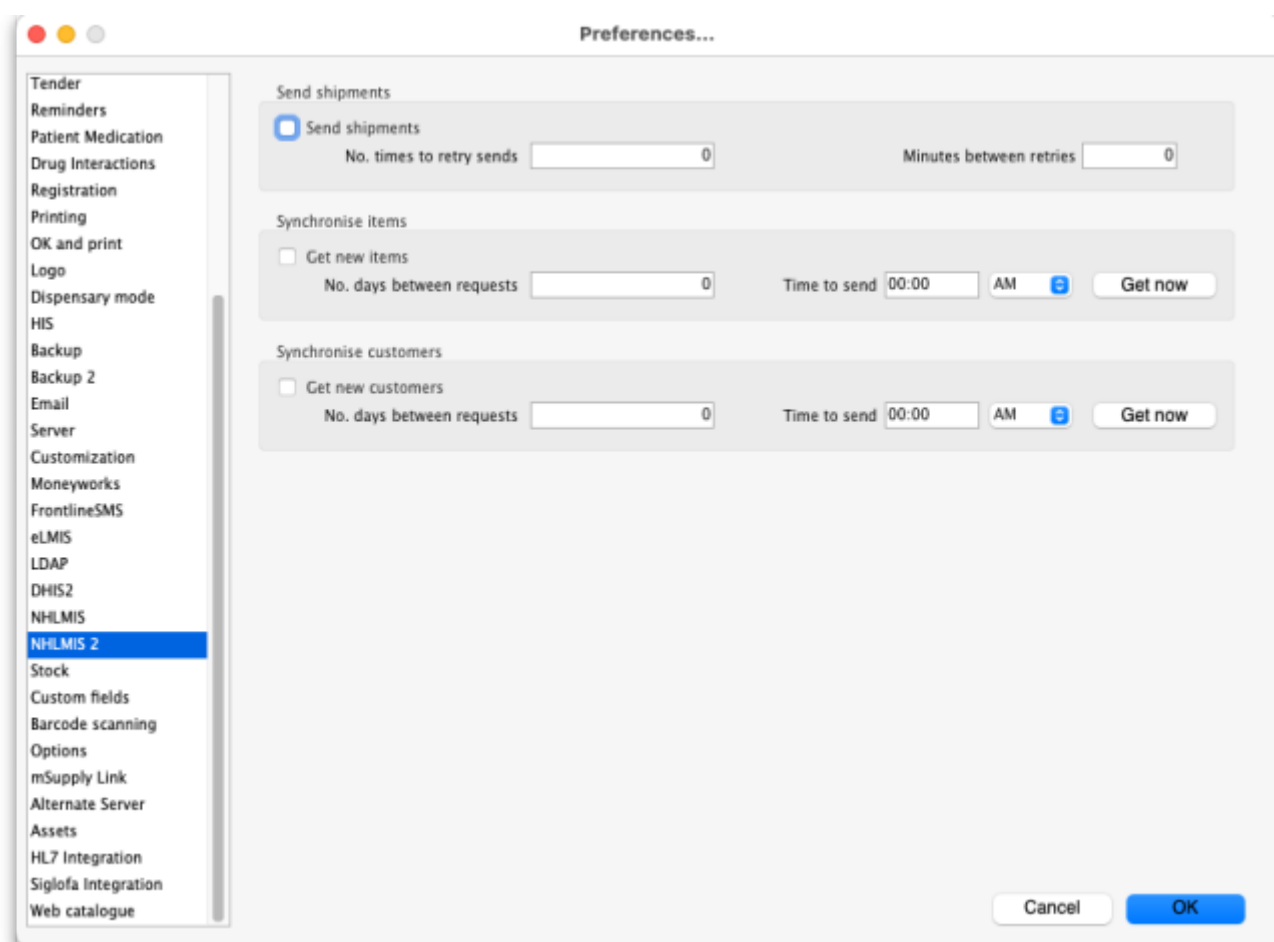 Preferences...
Tender
Reminders
Patient Medication
Drug Interactions
Registration
Printing
OK and print
Logo
Dispensary mode
HIS
Backup
Backup 2
Email
Server
Customization
Moneyworks
FrontlineSMS
eLMIS
LDAP
DHIS2
NHLMIS
NHLMIS 2
Stock
Custom fields
Barcode scanning
Options
mSupply Link
Alternate Server
Assets
HL7 Integration
Siglofa Integration
Web catalogue
Send shipments
Send shipments
No. times to retry sends 0 Minutes between retries 0
Synchronise items
Get new items
No. days between requests 0 Time to send 00:00 AM Get now
Synchronise customers
Get new customers
No. days between requests 0 Time to send 00:00 AM Get now
Cancel OK